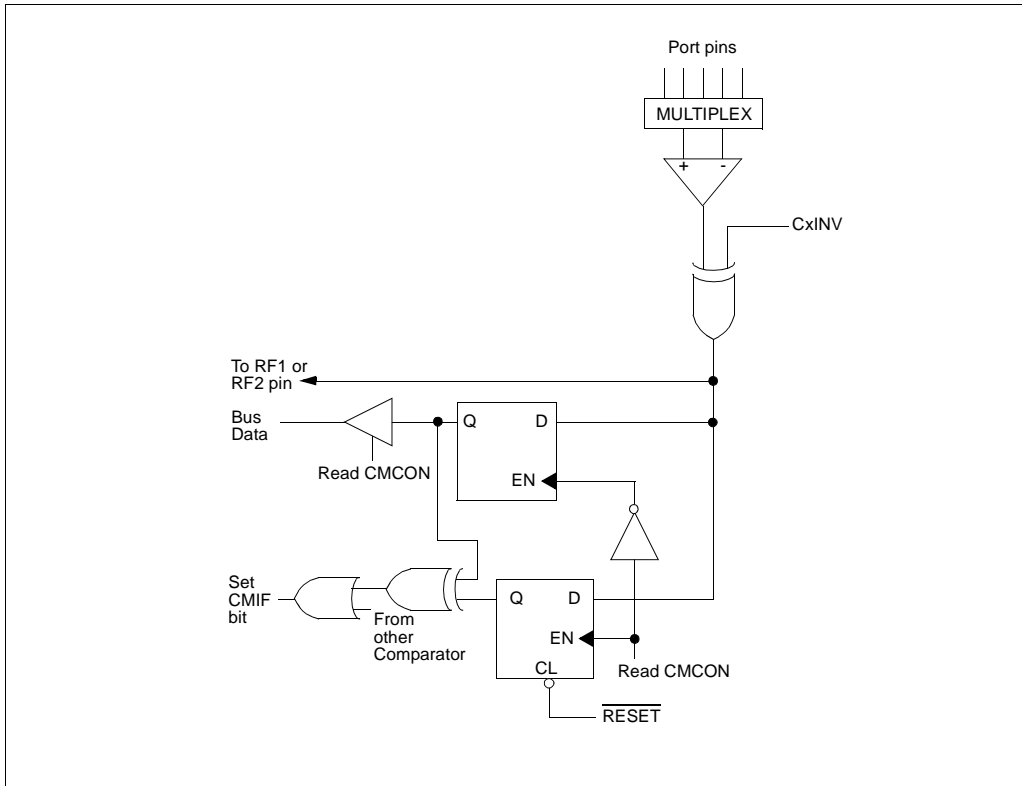 Port pins
MULTIPLEX
+ -
CxINV
To RF1 or
RF2 pin
Bus
Data
Q D
EN
Read CMCON
Set
CMIF
bit
From
other
Comparator
Q D
EN
CL
Read CMCON
RESET